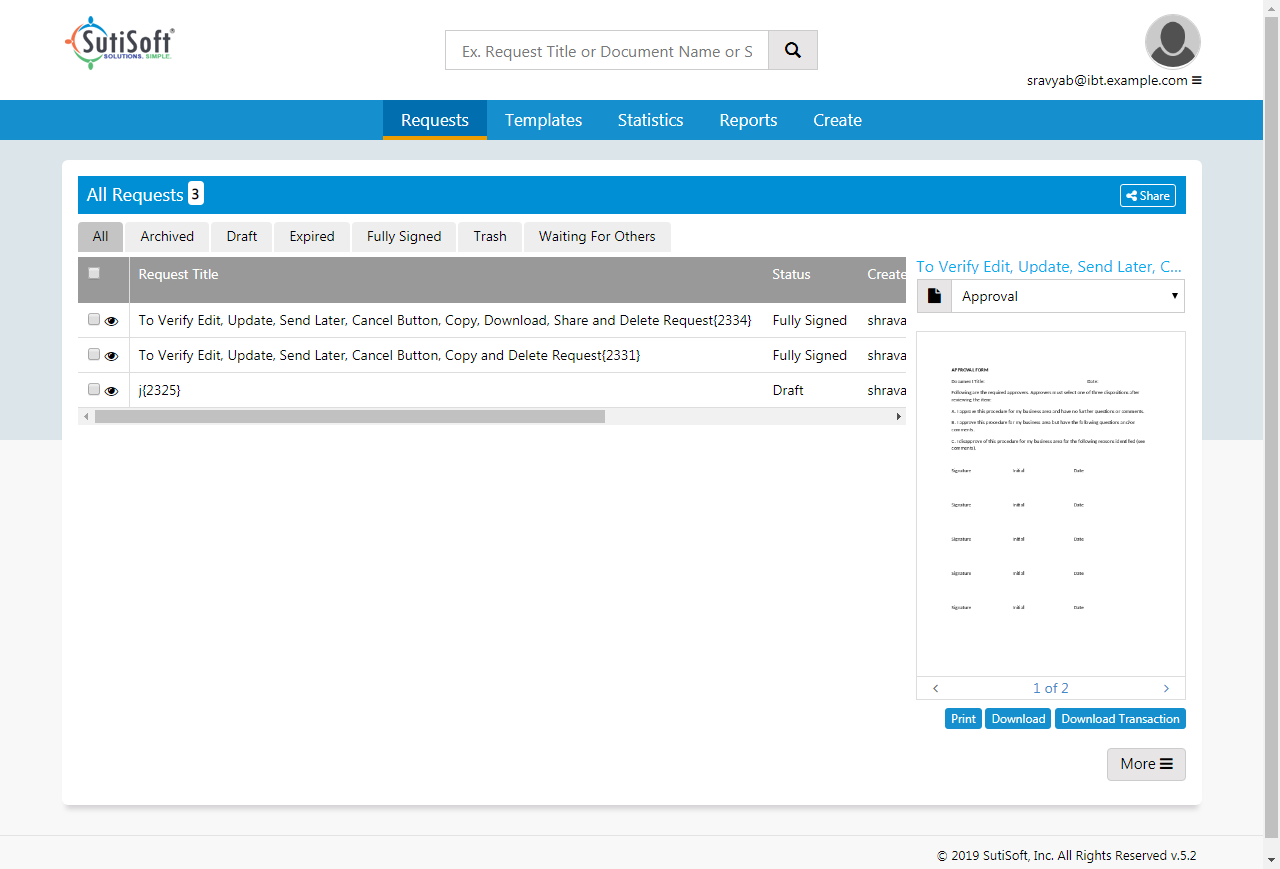 SutiSoft®
SOLUTIONS. SIMPLE.
Ex. Request Title or Document Name or S
sravyab@ibt.example.com
Requests Templates Statistics Reports Create
All Requests 3
Share
All Archived Draft Expired Fully Signed Trash Waiting For Others
Request Title Status Create
To Verify Edit, Update, Send Later, Cancel Button, Copy, Download, Share and Delete Request{2334} Fully Signed shrava
To Verify Edit, Update, Send Later, Cancel Button, Copy and Delete Request{2331} Fully Signed shrava
j{2325} Draft shrava
To Verify Edit, Update, Send Later, C...
Approval
APPROVAL FORM
Document Title: Date:
Following are the required approvers. Approvers must select one of three dispositions after
reviewing the item:
A. I approve this procedure for my business area and have no further questions or comments.
B. I approve this procedure for my business area but have the following questions and/or
comments.
C. I disapprove of this procedure for my business area for the following reasons identified (see
comments).
Signature Initial Date
Signature Initial Date
Signature Initial Date
Signature Initial Date
Signature Initial Date
1 of 2
Print Download Download Transaction
More
© 2019 SutiSoft, Inc. All Rights Reserved v.5.2